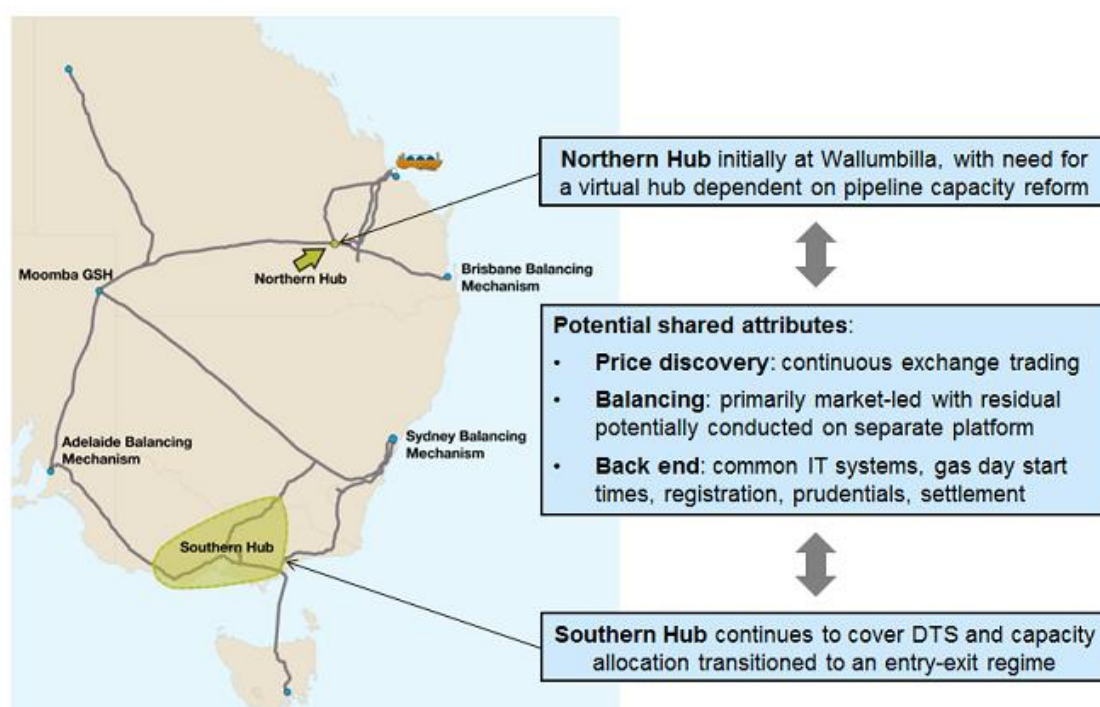 Northern Hub initially at Wallumbilla, with need for
a virtual hub dependent on pipeline capacity reform
Moomba GSH
Northern Hub
Brisbane Balancing
Mechanism
Potential shared attributes:
• Price discovery: continuous exchange trading
• Balancing: primarily market-led with residual
potentially conducted on separate platform
• Back end: common IT systems, gas day start
times, registration, prudentials, settlement
Adelaide Balancing
Mechanism
Sydney Balancing
Mechanism
Southern Hub
Southern Hub continues to cover DTS and capacity
allocation transitioned to an entry-exit regime